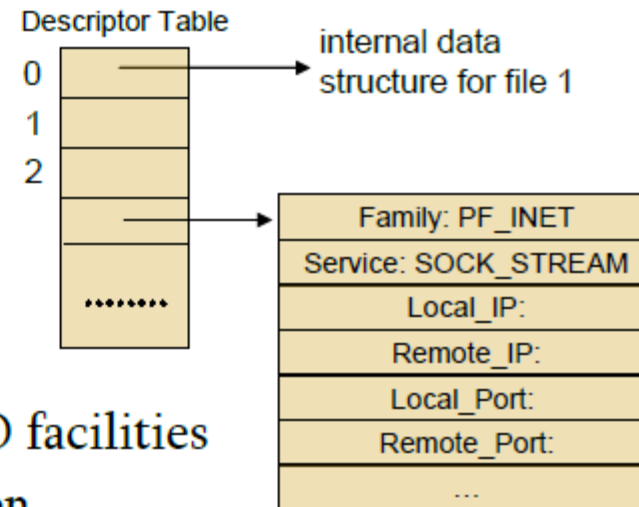 Descriptor Table
internal data
structure for file 1
0
1
2
Family: PF_INET
Service: SOCK_STREAM
Local_IP:
Remote_IP:
Local_Port:
Remote_Port:
...
........
facilities